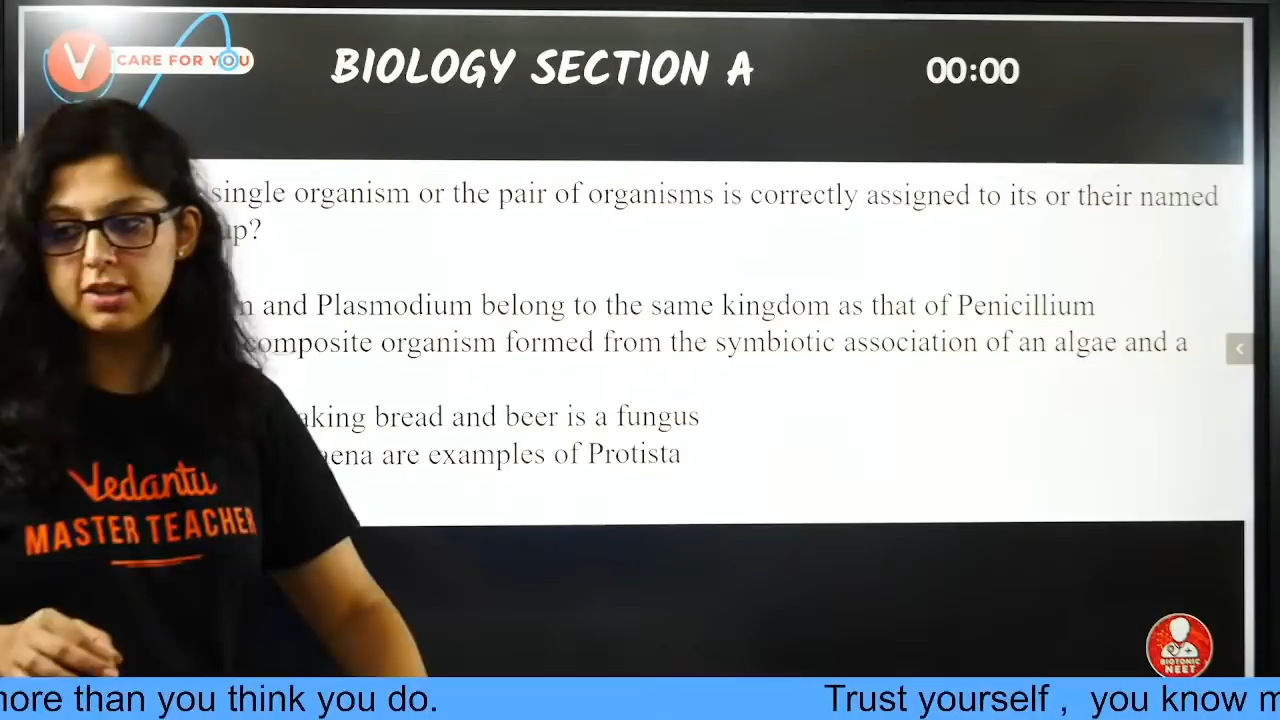 V CARE FOR YOU
BIOLOGY SECTION A
00:00
single organism or the pair of organisms is correctly assigned to its or their named
up?
and Plasmodium belong to the same kingdom as that of Penicillium
composite organism formed from the symbiotic association of an algae and a
aking bread and beer is a fungus
aena are examples of Protista
Vedantu
MASTER TEACHER
BIOTONIC
NEET
more than you think you do.
Trust yourself , you know m